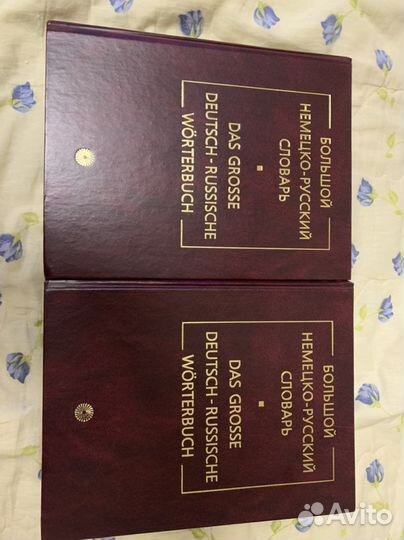 БОЛЬШОЙ
НЕМЕЦКО-РУССКИЙ
СЛОВАРЬ
DAS GROSSE
DEUTSCH-RUSSISCHE
WÖRTERBUCH
БОЛЬШОЙ
НЕМЕЦКО-РУССКИЙ
СЛОВАРЬ
DAS GROSSE
DEUTSCH-RUSSISCHE
WÖRTERBUCH
Avito